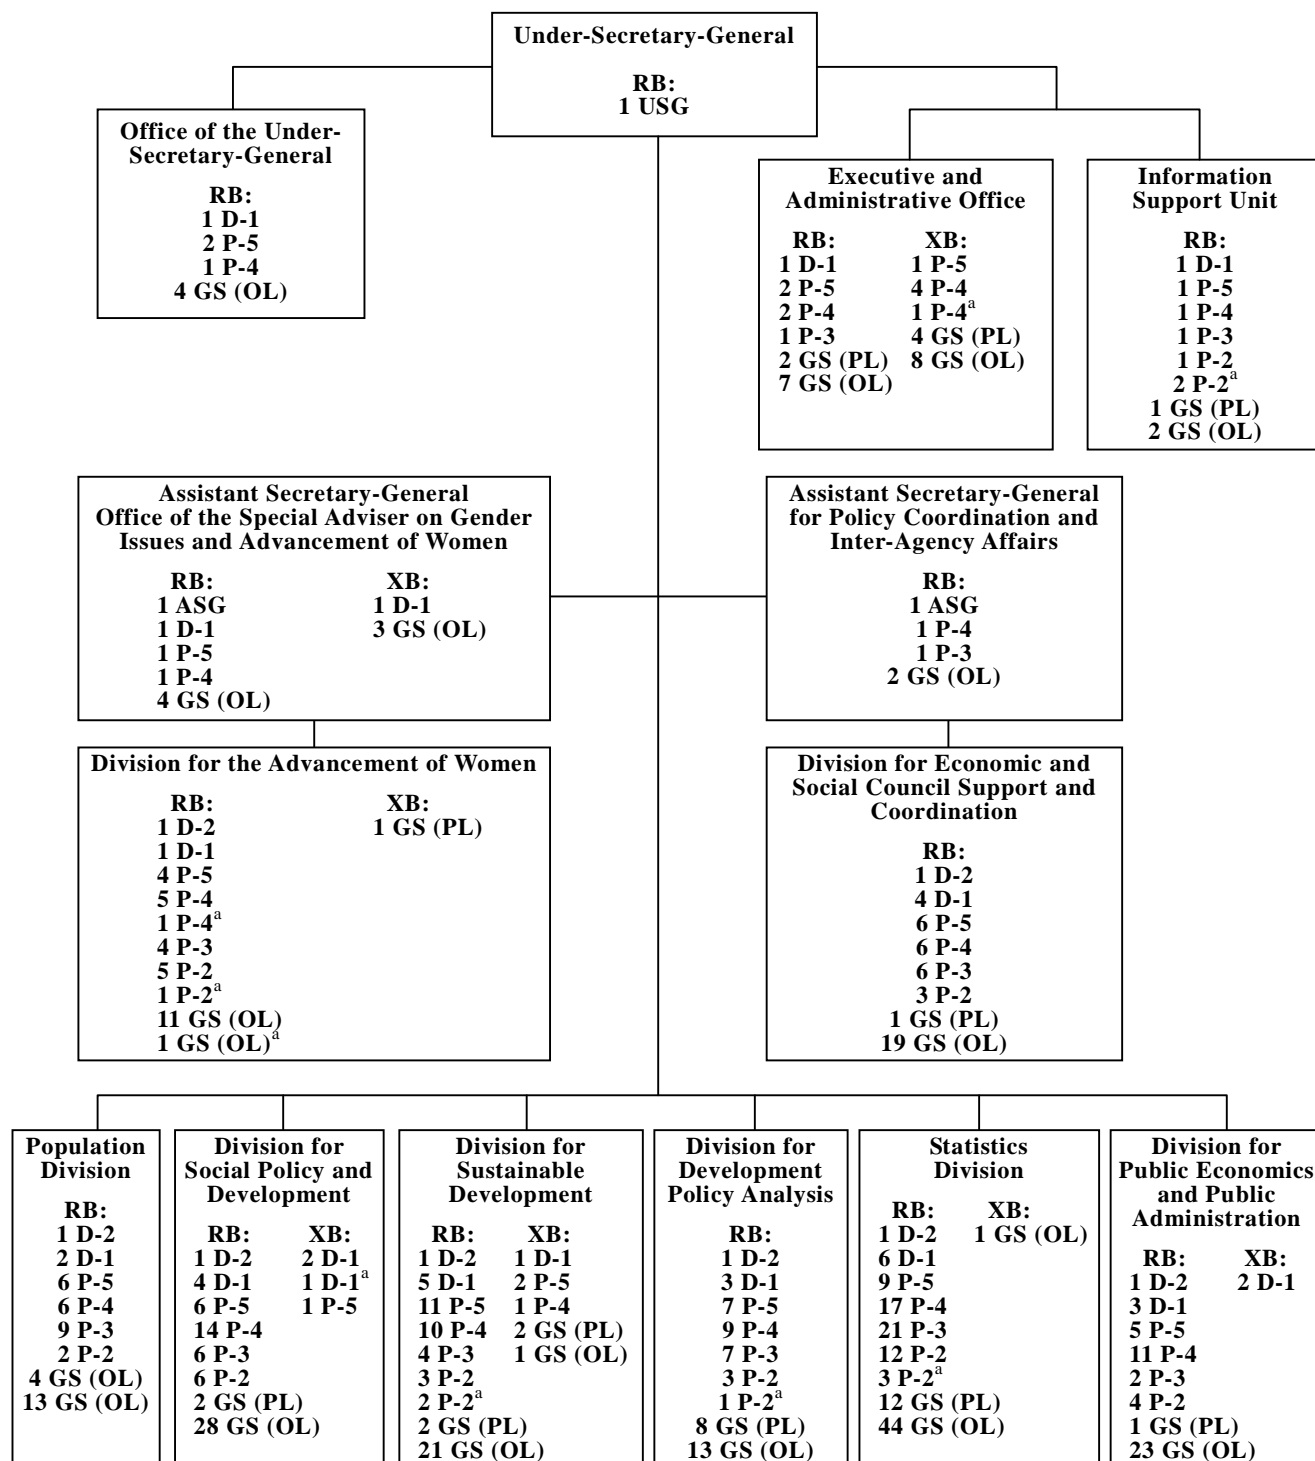 Under-Secretary-General
RB:
1 USG
Office of the Under-
Secretary-General
RB:
1 D-1
2 P-5
1 P-4
4 GS (OL)
Executive and
Administrative Office
RB:
1 D-1
2 P-5
2 P-4
1 P-3
2 GS (PL)
7 GS (OL)
XB:
1 P-5
4 P-4
1 P-4a
4 GS (PL)
8 GS (OL)
Information
Support Unit
RB:
1 D-1
1 P-5
1 P-4
1 P-3
1 P-2
2 P-2a
1 GS (PL)
2 GS (OL)
Assistant Secretary-General
Office of the Special Adviser on Gender
Issues and Advancement of Women
RB:
1 ASG
1 D-1
1 P-5
1 P-4
4 GS (OL)
XB:
1 D-1
3 GS (OL)
Assistant Secretary-General
for Policy Coordination and
Inter-Agency Affairs
RB:
1 ASG
1 P-4
1 P-3
2 GS (OL)
Division for the Advancement of Women
RB:
1 D-2
1 D-1
4 P-5
5 P-4
1 P-4a
4 P-3
5 P-2
1 P-2a
11 GS (OL)
1 GS (OL)a
XB:
1 GS (PL)
Division for Economic and
Social Council Support and
Coordination
RB:
1 D-2
4 D-1
6 P-5
6 P-4
6 P-3
3 P-2
1 GS (PL)
19 GS (OL)
Population
Division
RB:
1 D-2
2 D-1
6 P-5
6 P-4
9 P-3
2 P-2
4 GS (OL)
13 GS (OL)
Division for
Social Policy and
Development
RB:
1 D-2
4 D-1
6 P-5
14 P-4
6 P-3
6 P-2
2 GS (PL)
28 GS (OL)
XB:
2 D-1
1 D-1a
1 P-5
Division for
Sustainable
Development
RB:
1 D-2
5 D-1
11 P-5
10 P-4
4 P-3
3 P-2
2 P-2a
2 GS (PL)
21 GS (OL)
XB:
1 D-1
2 P-5
1 P-4
2 GS (PL)
1 GS (OL)
Division for
Development
Policy Analysis
RB:
1 D-2
3 D-1
7 P-5
9 P-4
7 P-3
3 P-2
1 P-2a
8 GS (PL)
13 GS (OL)
Statistics
Division
RB:
1 D-2
6 D-1
9 P-5
17 P-4
21 P-3
12 P-2
3 P-2a
12 GS (PL)
44 GS (OL)
XB:
1 GS (OL)
Division for
Public Economics
and Public
Administration
RB:
1 D-2
3 D-1
5 P-5
11 P-4
2 P-3
4 P-2
1 GS (PL)
23 GS (OL)
XB:
2 D-1